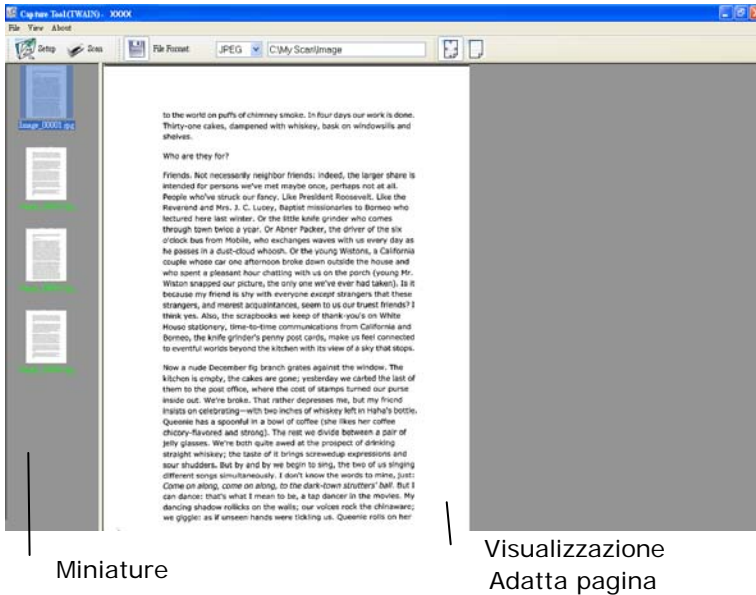 Capture Tool(TWAIN) - XXXX
File View About
Setup Scan File Format: JPEG C:\My Scan\Image
Image_00001.jpg
to the world on puffs of chimney smoke. In four days our work is done.
Thirty-one cakes, dampened with whiskey, bask on windowsills and
shelves.
Who are they for?
Friends. Not necessarily neighbor friends: indeed, the larger share is
intended for persons we've met maybe once, perhaps not at all.
People who've struck our fancy. Like President Roosevelt. Like the
Reverend and Mrs. J. C. Lucey, Baptist missionaries to Borneo who
lectured here last winter. Or the little knife grinder who comes
through town twice a year. Or Abner Packer, the driver of the six
o'clock bus from Mobile, who exchanges waves with us every day as
he passes in a dust-cloud whoosh. Or the young Wistons, a California
couple whose car one afternoon broke down outside the house and
who spent a pleasant hour chatting with us on the porch (young Mr.
Wiston snapped our picture, the only one we've ever had taken). Is it
because my friend is shy with everyone except strangers that these
strangers, and merest acquaintances, seem to us our truest friends? I
think yes. Also, the scrapbooks we keep of thank-you's on White
House stationery, time-to-time communications from California and
Borneo, the knife grinder's penny post cards, make us feel connected
to eventful worlds beyond the kitchen with its view of a sky that stops.
Now a nude December fig branch grates against the window. The
kitchen is empty, the cakes are gone; yesterday we carted the last of
them to the post office, where the cost of stamps turned our purse
inside out. We're broke. That rather depresses me, but my friend
insists on celebrating—with two inches of whiskey left in Haha's bottle.
Queenie has a spoonful in a bowl of coffee (she likes her coffee
chicory-flavored and strong). The rest we divide between a pair of
jelly glasses. We're both quite awed at the prospect of drinking
straight whiskey; the taste of it brings screwedup expressions and
sour shudders. But by and by we begin to sing, the two of us singing
different songs simultaneously. I don't know the words to mine, just:
Come on along, come on along, to the dark-town strutters' ball. But I
can dance: that's what I mean to be, a tap dancer in the movies. My
dancing shadow rollicks on the walls; our voices rock the chinaware;
we giggle: as if unseen hands were tickling us. Queenie rolls on her
Miniature
Visualizzazione
Adatta pagina